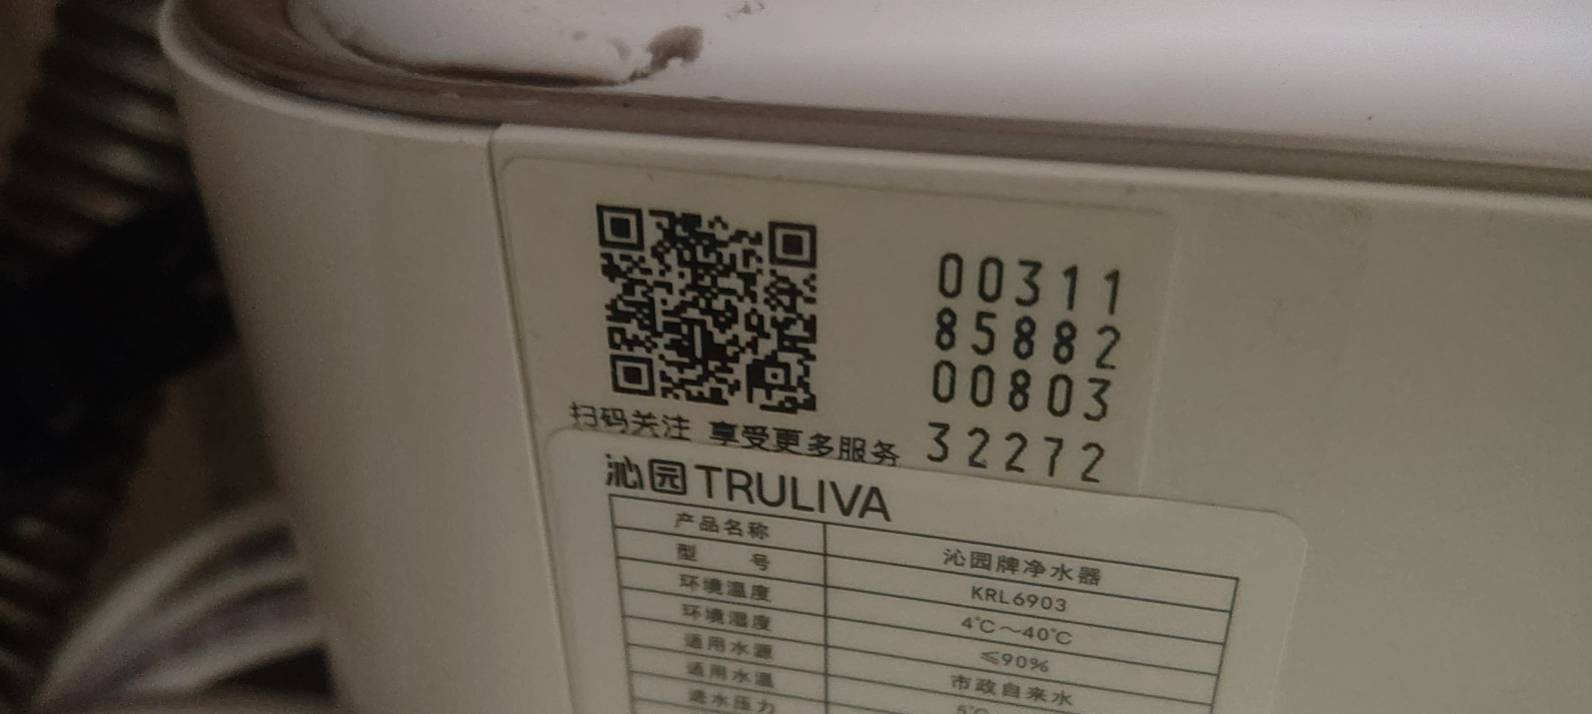 00311
85882
00803
32272
扫码关注 享受更多服务
沁园 TRULIVA
产品名称 沁园牌净水器
型 号 KRL6903
环境温度 4℃～40℃
环境湿度 ≤90%
适用水源 市政自来水
适用水温 5℃
进水压力